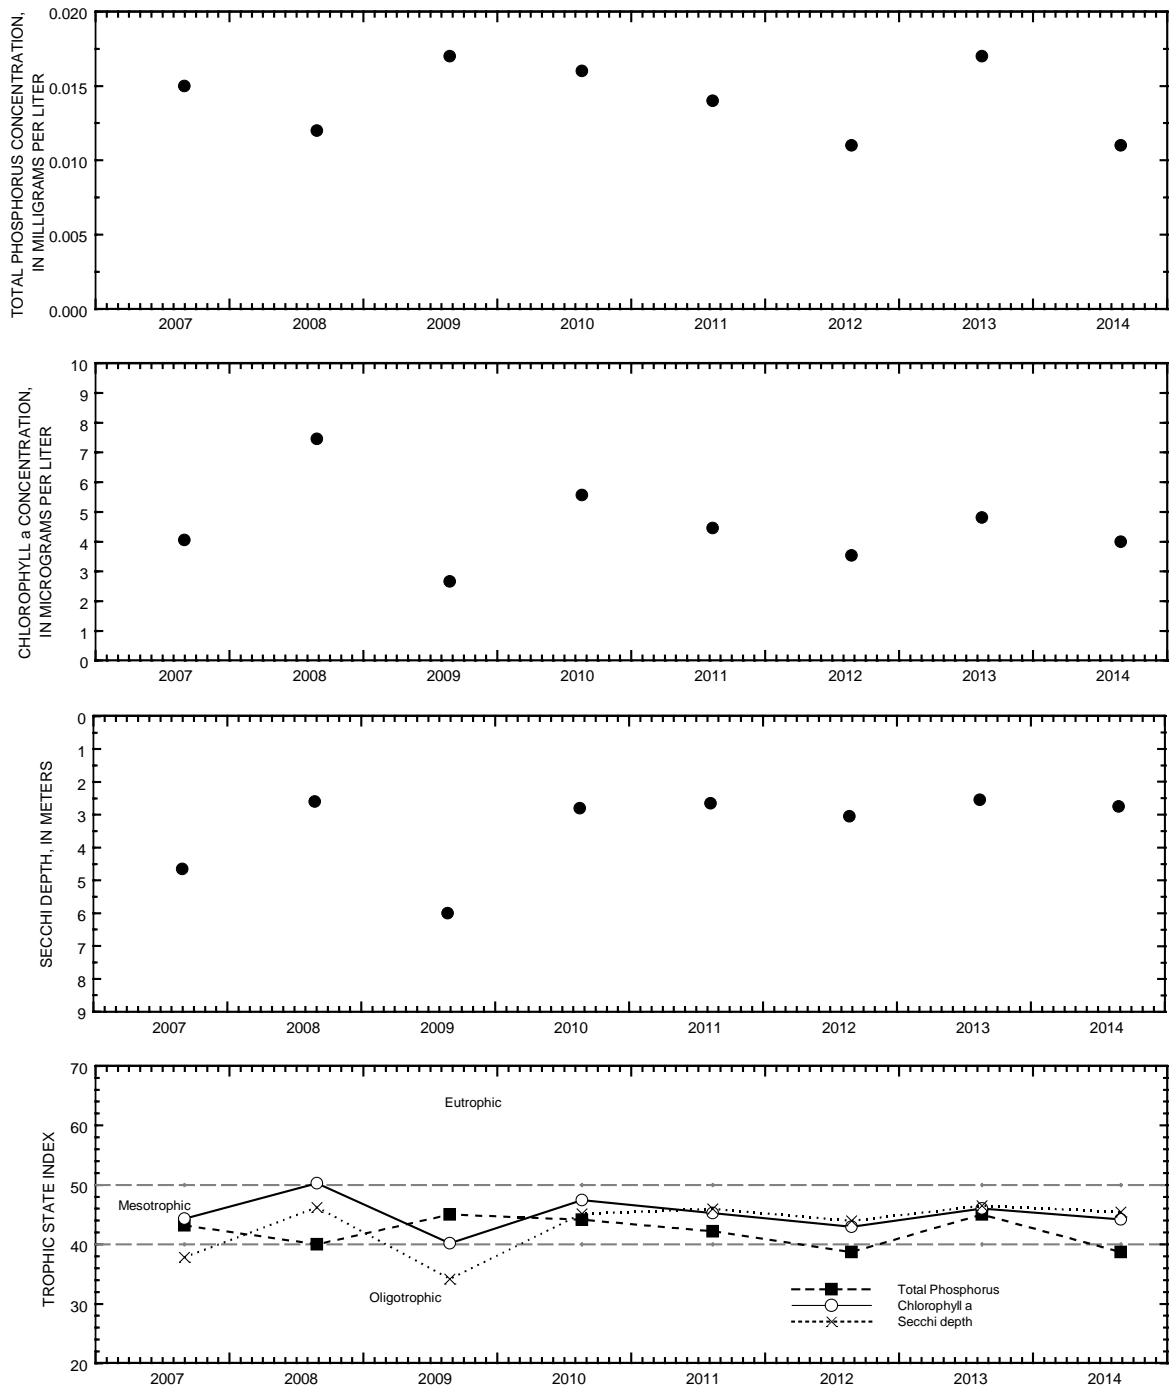 TOTAL PHOSPHORUS CONCENTRATION,
IN MILLIGRAMS PER LITER
0.020
0.015
0.010
0.005
0.000
2007 2008 2009 2010 2011 2012 2013 2014
CHLOROPHYLL a CONCENTRATION,
IN MICROGRAMS PER LITER
10
9
8
7
6
5
4
3
2
1
0
2007 2008 2009 2010 2011 2012 2013 2014
SECCHI DEPTH, IN METERS
0
1
2
3
4
5
6
7
8
9
2007 2008 2009 2010 2011 2012 2013 2014
TROPHIC STATE INDEX
70
60
50
40
30
20
Eutrophic
Mesotrophic
Oligotrophic
Total Phosphorus
Chlorophyll a
Secchi depth
2007 2008 2009 2010 2011 2012 2013 2014